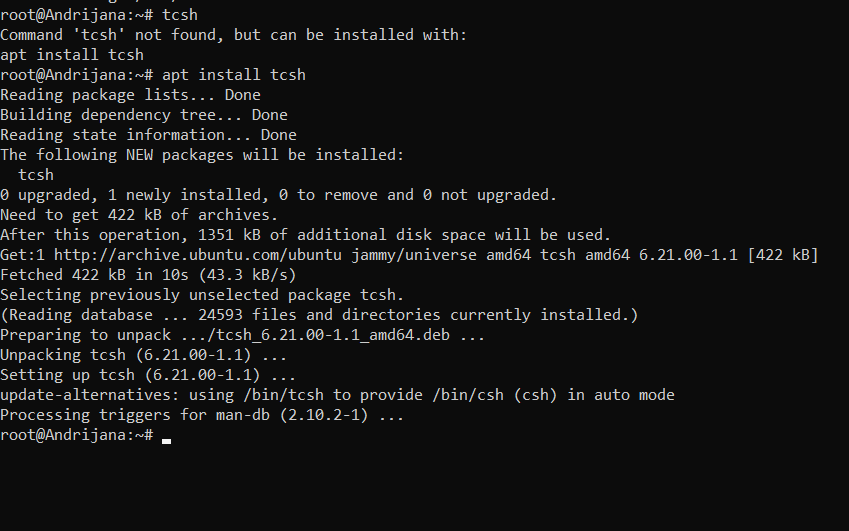 root@Andrijana:~# tcsh
Command 'tcsh' not found, but can be installed with:
apt install tcsh
root@Andrijana:~# apt install tcsh
Reading package lists... Done
Building dependency tree... Done
Reading state information... Done
The following NEW packages will be installed:
  tcsh
0 upgraded, 1 newly installed, 0 to remove and 0 not upgraded.
Need to get 422 kB of archives.
After this operation, 1351 kB of additional disk space will be used.
Get:1 http://archive.ubuntu.com/ubuntu jammy/universe amd64 tcsh amd64 6.21.00-1.1 [422 kB]
Fetched 422 kB in 10s (43.3 kB/s)
Selecting previously unselected package tcsh.
(Reading database ... 24593 files and directories currently installed.)
Preparing to unpack .../tcsh_6.21.00-1.1_amd64.deb ...
Unpacking tcsh (6.21.00-1.1) ...
Setting up tcsh (6.21.00-1.1) ...
update-alternatives: using /bin/tcsh to provide /bin/csh (csh) in auto mode
Processing triggers for man-db (2.10.2-1) ...
root@Andrijana:~#